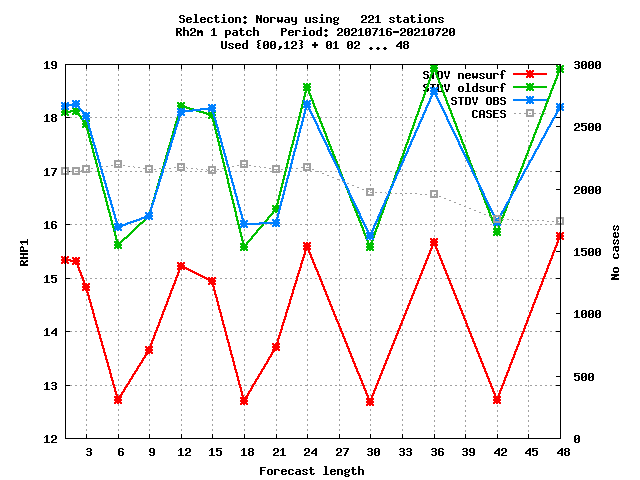 Selection: Norway using   221 stations
Rh2m 1 patch   Period: 20210716-20210720
Used {00,12} + 01 02 ... 48
STDV newsurf
STDV oldsurf
STDV OBS
CASES
19
18
17
16
15
14
13
12
RHP1
3000
2500
2000
1500
1000
500
0
No cases
3 6 9 12 15 18 21 24 27 30 33 36 39 42 45 48
Forecast length